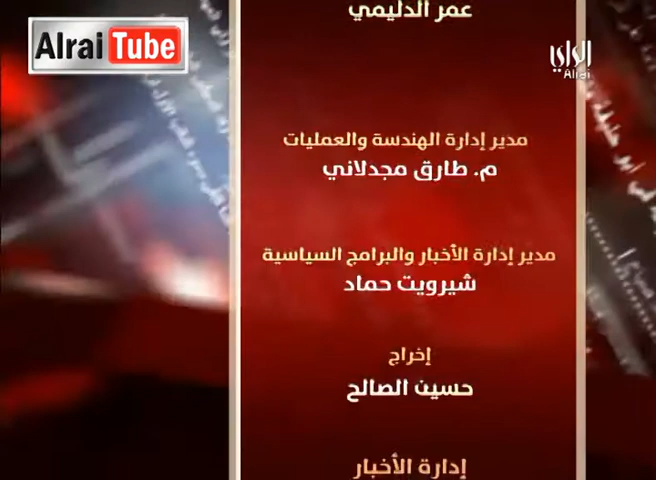 Alrai Tube
عمر الدليمي
الراي
Alrai
مدير إدارة الهندسة والعمليات
م. طارق مجدلاني
مدير إدارة الأخبار والبرامج السياسية
شيرويت حماد
إخراج
حسين الصالح
إدارة الأخبار